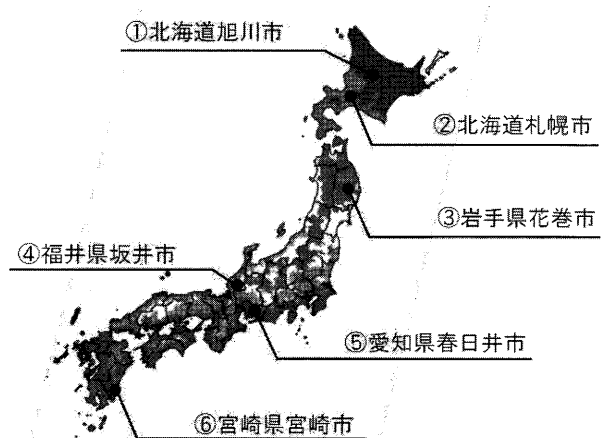 ①北海道旭川市
②北海道札幌市
③岩手県花巻市
④福井県坂井市
⑤愛知県春日井市
⑥宮崎県宮崎市